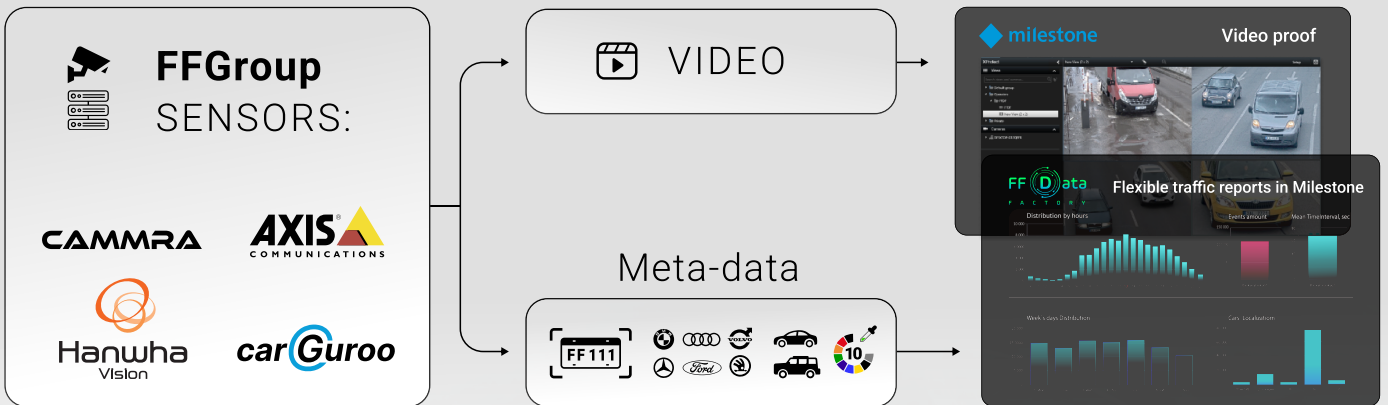 FFGroup
SENSORS:
CAMMRA
AXIS®
COMMUNICATIONS
Hanwha
Vision
carGuroo
VIDEO
Meta-data
FF 111
VOLVO
Ford
10
milestone
Video proof
FF Data
FACTORY
Flexible traffic reports in Milestone
Distribution by hours
Events amount
Mean TimeInterval, sec
Week's days Distribution